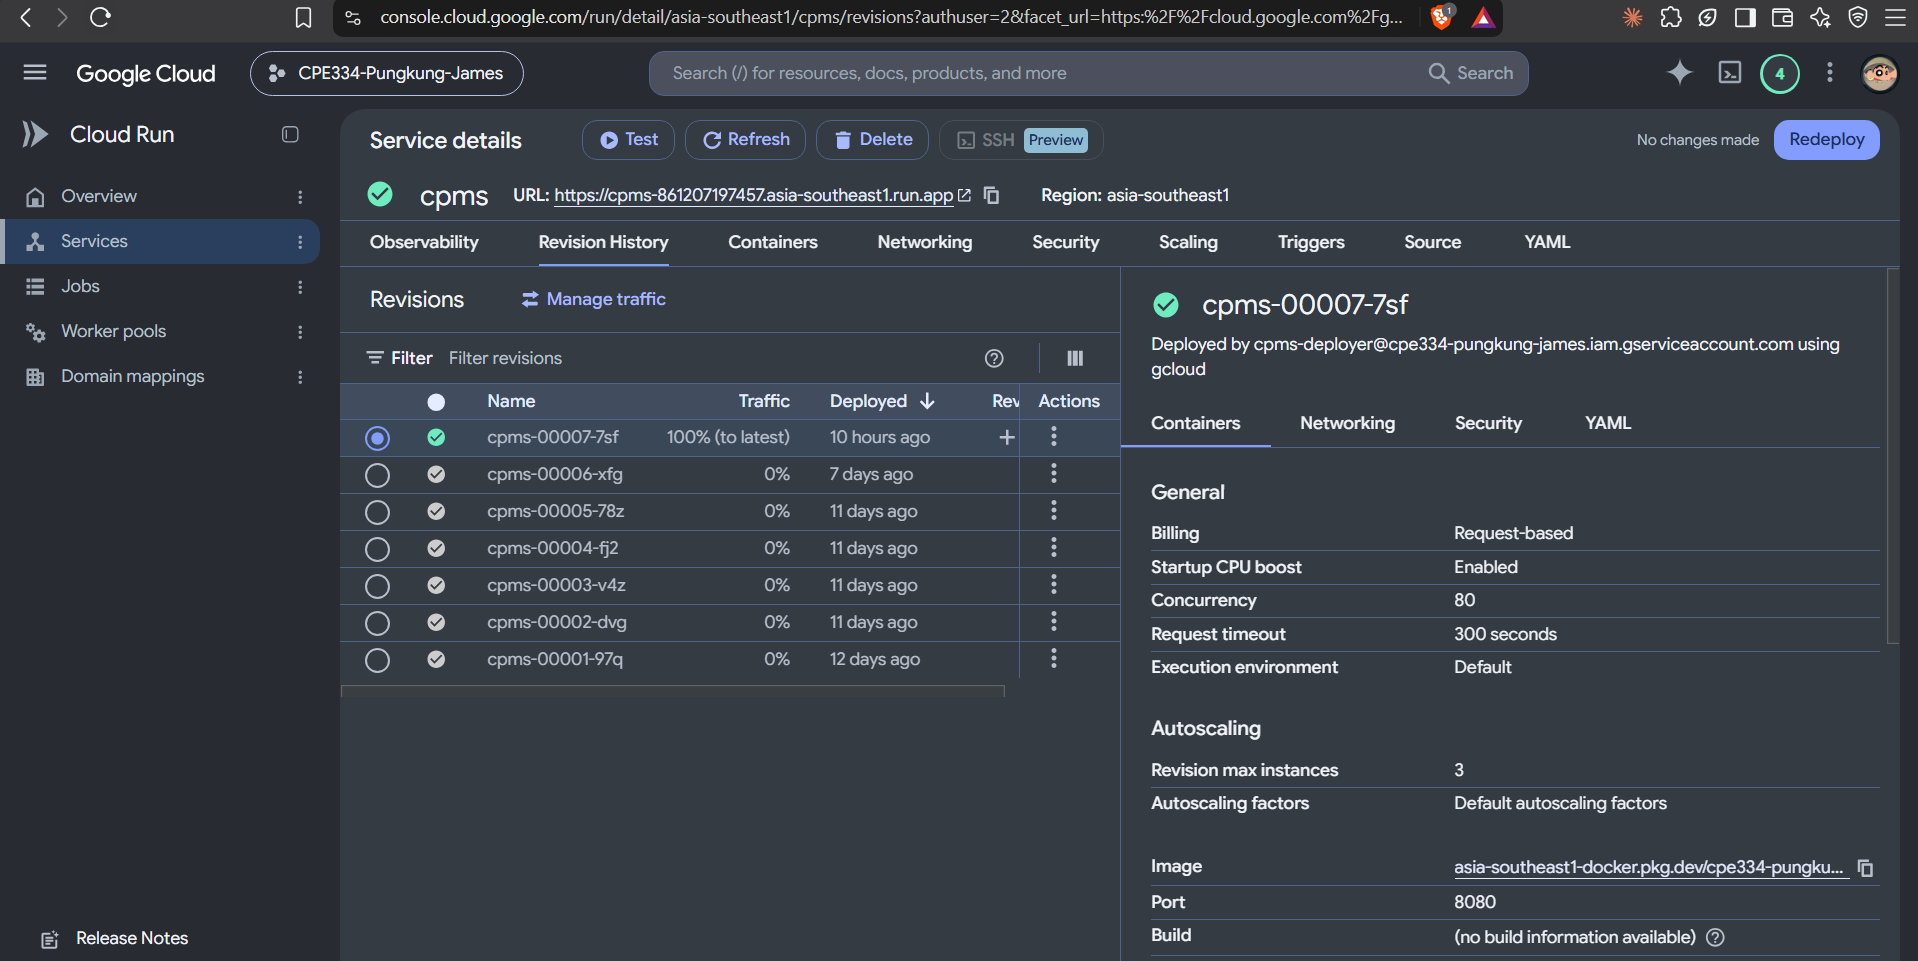 console.cloud.google.com/run/detail/asia-southeast1/cpms/revisions?authuser=2&facet_url=https:%2F%2Fcloud.google.com%2Fg...
1
Google Cloud
CPE334-Pungkung-James
Search (/) for resources, docs, products, and more
Search
4
Cloud Run
Overview
Services
Jobs
Worker pools
Domain mappings
Release Notes
Service details
Test
Refresh
Delete
SSH Preview
No changes made
Redeploy
cpms
URL: https://cpms-861207197457.asia-southeast1.run.app
Region: asia-southeast1
Observability Revision History Containers Networking Security Scaling Triggers Source YAML
Revisions
Manage traffic
Filter Filter revisions
Name Traffic Deployed Rev Actions
cpms-00007-7sf 100% (to latest) 10 hours ago
cpms-00006-xfg 0% 7 days ago
cpms-00005-78z 0% 11 days ago
cpms-00004-fj2 0% 11 days ago
cpms-00003-v4z 0% 11 days ago
cpms-00002-dvg 0% 11 days ago
cpms-00001-97q 0% 12 days ago
cpms-00007-7sf
Deployed by cpms-deployer@cpe334-pungkung-james.iam.gserviceaccount.com using
gcloud
Containers Networking Security YAML
General
Billing Request-based
Startup CPU boost Enabled
Concurrency 80
Request timeout 300 seconds
Execution environment Default
Autoscaling
Revision max instances 3
Autoscaling factors Default autoscaling factors
Image asia-southeast1-docker.pkg.dev/cpe334-pungku...
Port 8080
Build (no build information available)